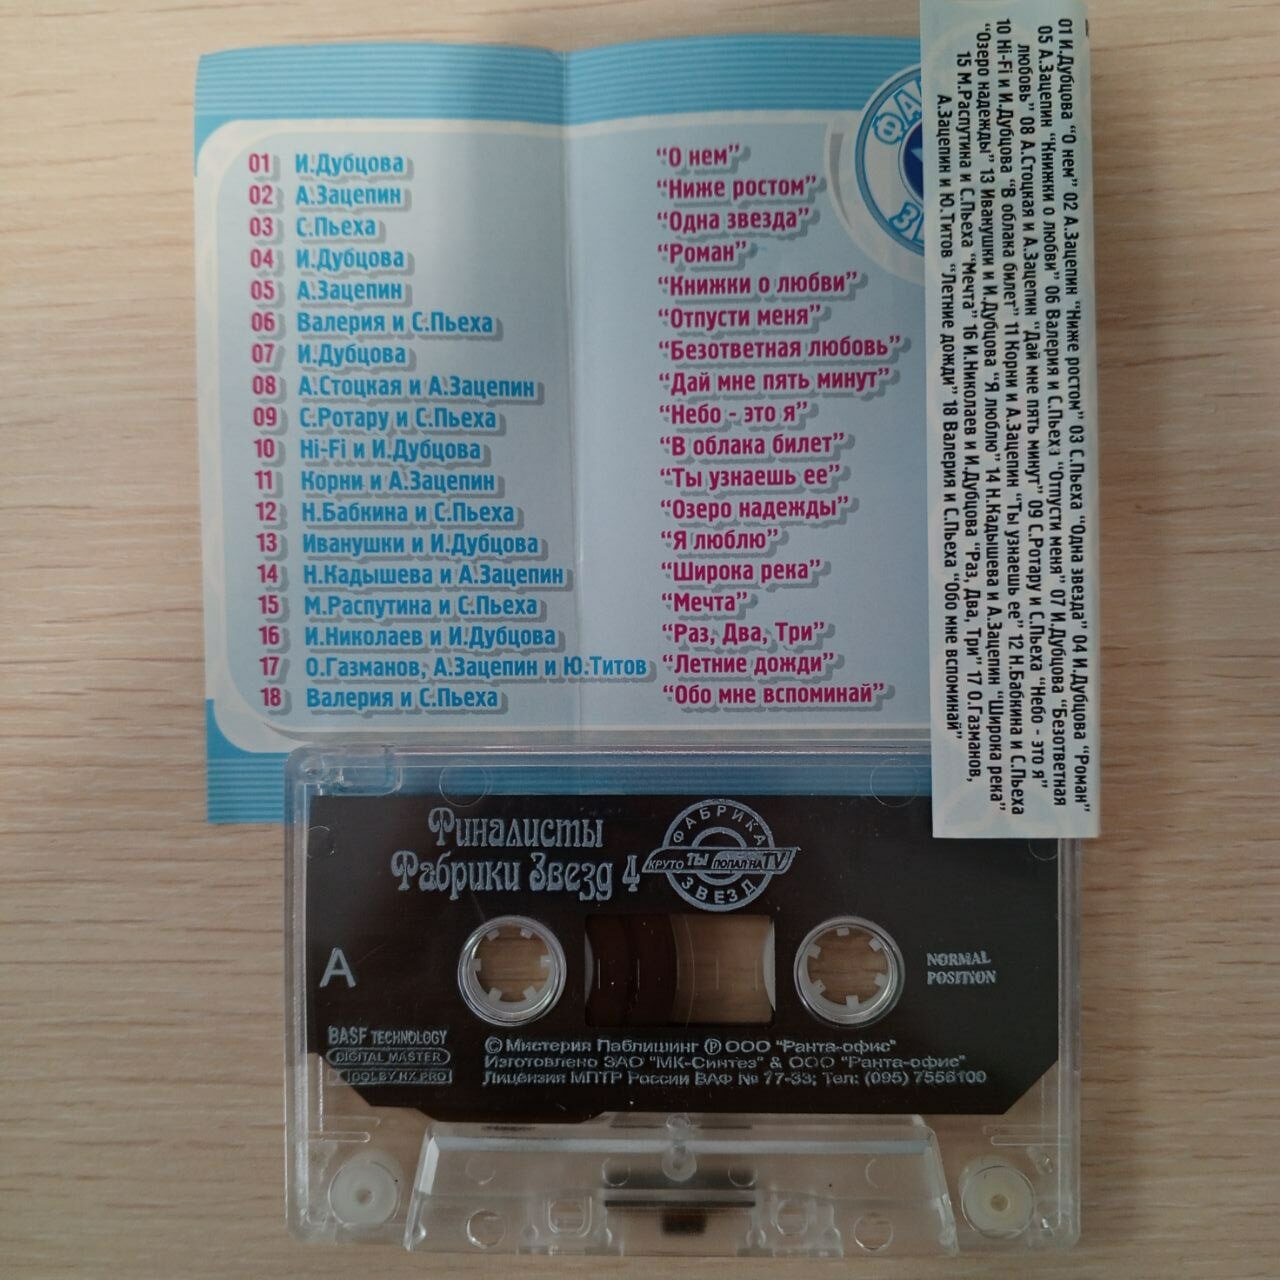 01 И.Дубцова "О нем"
02 А.Зацепин "Ниже ростом"
03 С.Пьеха "Одна звезда"
04 И.Дубцова "Роман"
05 А.Зацепин "Книжки о любви"
06 Валерия и С.Пьеха "Отпусти меня"
07 И.Дубцова "Безответная любовь"
08 А.Стоцкая и А.Зацепин "Дай мне пять минут"
09 С.Ротару и С.Пьеха "Небо - это я"
10 Hi-Fi и И.Дубцова "В облака билет"
11 Корни и А.Зацепин "Ты узнаешь ее"
12 Н.Бабкина и С.Пьеха "Озеро надежды"
13 Иванушки и И.Дубцова "Я люблю"
14 Н.Кадышева и А.Зацепин "Широка река"
15 М.Распутина и С.Пьеха "Мечта"
16 И.Николаев и И.Дубцова "Раз, Два, Три"
17 О.Газманов, А.Зацепин и Ю.Титов "Летние дожди"
18 Валерия и С.Пьеха "Обо мне вспоминай"
01 И.Дубцова "О нем" 02 А.Зацепин "Ниже ростом" 03 С.Пьеха "Одна звезда" 04 И.Дубцова "Роман"
05 А.Зацепин "Книжки о любви" 06 Валерия и С.Пьеха "Отпусти меня" 07 И.Дубцова "Безответная
любовь" 08 А.Стоцкая и А.Зацепин "Дай мне пять минут" 09 С.Ротару и С.Пьеха "Небо - это я"
10 Hi-Fi и И.Дубцова "В облака билет" 11 Корни и А.Зацепин "Ты узнаешь ее" 12 Н.Бабкина и С.Пьеха
"Озеро надежды" 13 Иванушки и И.Дубцова "Я люблю" 14 Н.Кадышева и А.Зацепин "Широка река"
15 М.Распутина и С.Пьеха "Мечта" 16 И.Николаев и И.Дубцова "Раз, Два, Три" 17 О.Газманов,
А.Зацепин и Ю.Титов "Летние дожди" 18 Валерия и С.Пьеха "Обо мне вспоминай"
Финалисты
Фабрики Звезд 4
ФАБРИКА
КРУТО ТЫ ПОПАЛ НА TV
ЗВЕЗД
A
NORMAL
POSITION
BASF TECHNOLOGY
DIGITAL MASTER
DOLBY HX PRO
© Мистерия Паблишинг ℗ ООО "Ранта-офис"
Изготовлено ЗАО "МК-Синтез" & ООО "Ранта-офис"
Лицензия МПТР России ВАФ № 77-33; Тел: (095) 7556100